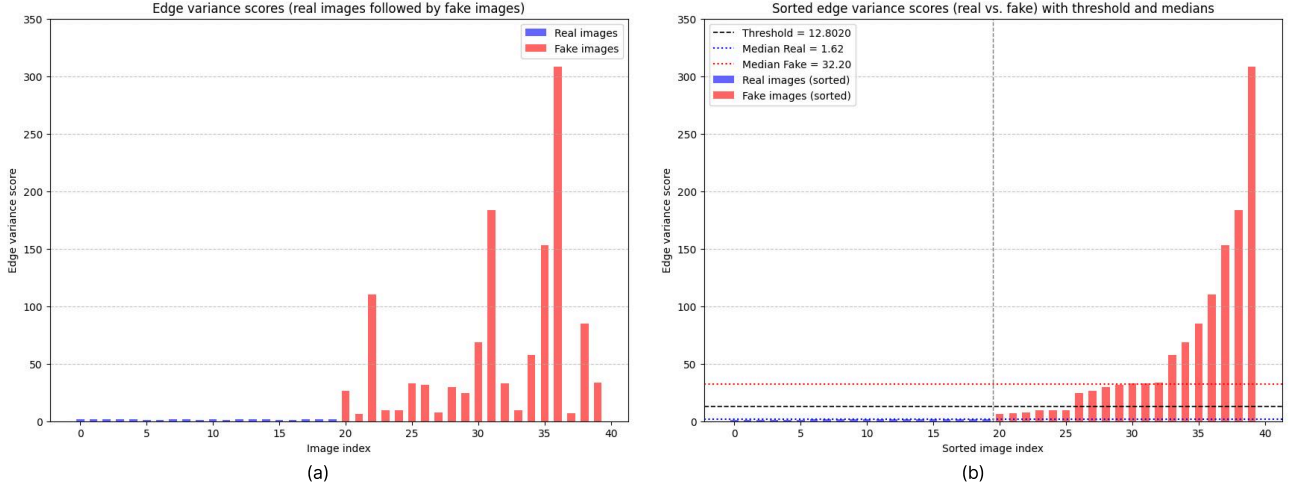 Edge variance scores (real images followed by fake images)
350
300
250
200
150
100
50
0
Edge variance score
Real images
Fake images
0 5 10 15 20 25 30 35 40
Image index
(a)
Sorted edge variance scores (real vs. fake) with threshold and medians
350
300
250
200
150
100
50
0
Edge variance score
Threshold = 12.8020
Median Real = 1.62
Median Fake = 32.20
Real images (sorted)
Fake images (sorted)
0 5 10 15 20 25 30 35 40
Sorted image index
(b)